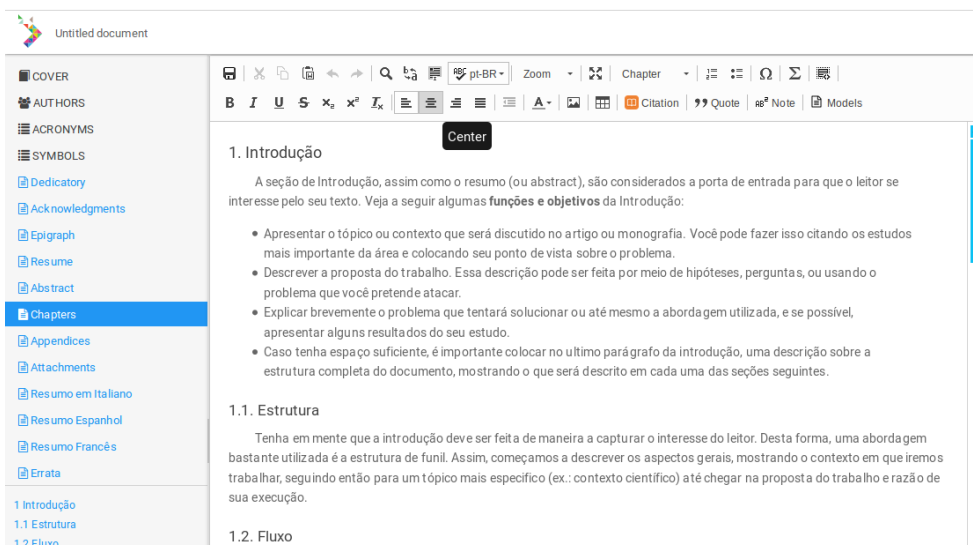 Untitled document
COVER
AUTHORS
ACRONYMS
SYMBOLS
Dedicatory
Acknowledgments
Epigraph
Resume
Abstract
Chapters
Appendices
Attachments
Resumo em Italiano
Resumo Espanhol
Resumo Francês
Errata
1 Introdução
1.1 Estrutura
1.2 Fluxo
pt-BR Zoom Chapter
B I U S x₂ x² Tx A Citation Quote Note Models
Center
1. Introdução
A seção de Introdução, assim como o resumo (ou abstract), são considerados a porta de entrada para que o leitor se
interesse pelo seu texto. Veja a seguir algumas funções e objetivos da Introdução:
• Apresentar o tópico ou contexto que será discutido no artigo ou monografia. Você pode fazer isso citando os estudos
mais importante da área e colocando seu ponto de vista sobre o problema.
• Descrever a proposta do trabalho. Essa descrição pode ser feita por meio de hipóteses, perguntas, ou usando o
problema que você pretende atacar.
• Explicar brevemente o problema que tentará solucionar ou até mesmo a abordagem utilizada, e se possível,
apresentar alguns resultados do seu estudo.
• Caso tenha espaço suficiente, é importante colocar no ultimo parágrafo da introdução, uma descrição sobre a
estrutura completa do documento, mostrando o que será descrito em cada uma das seções seguintes.
1.1. Estrutura
Tenha em mente que a introdução deve ser feita de maneira a capturar o interesse do leitor. Desta forma, uma abordagem
bastante utilizada é a estrutura de funil. Assim, começamos a descrever os aspectos gerais, mostrando o contexto em que iremos
trabalhar, seguindo então para um tópico mais especifico (ex.: contexto científico) até chegar na proposta do trabalho e razão de
sua execução.
1.2. Fluxo